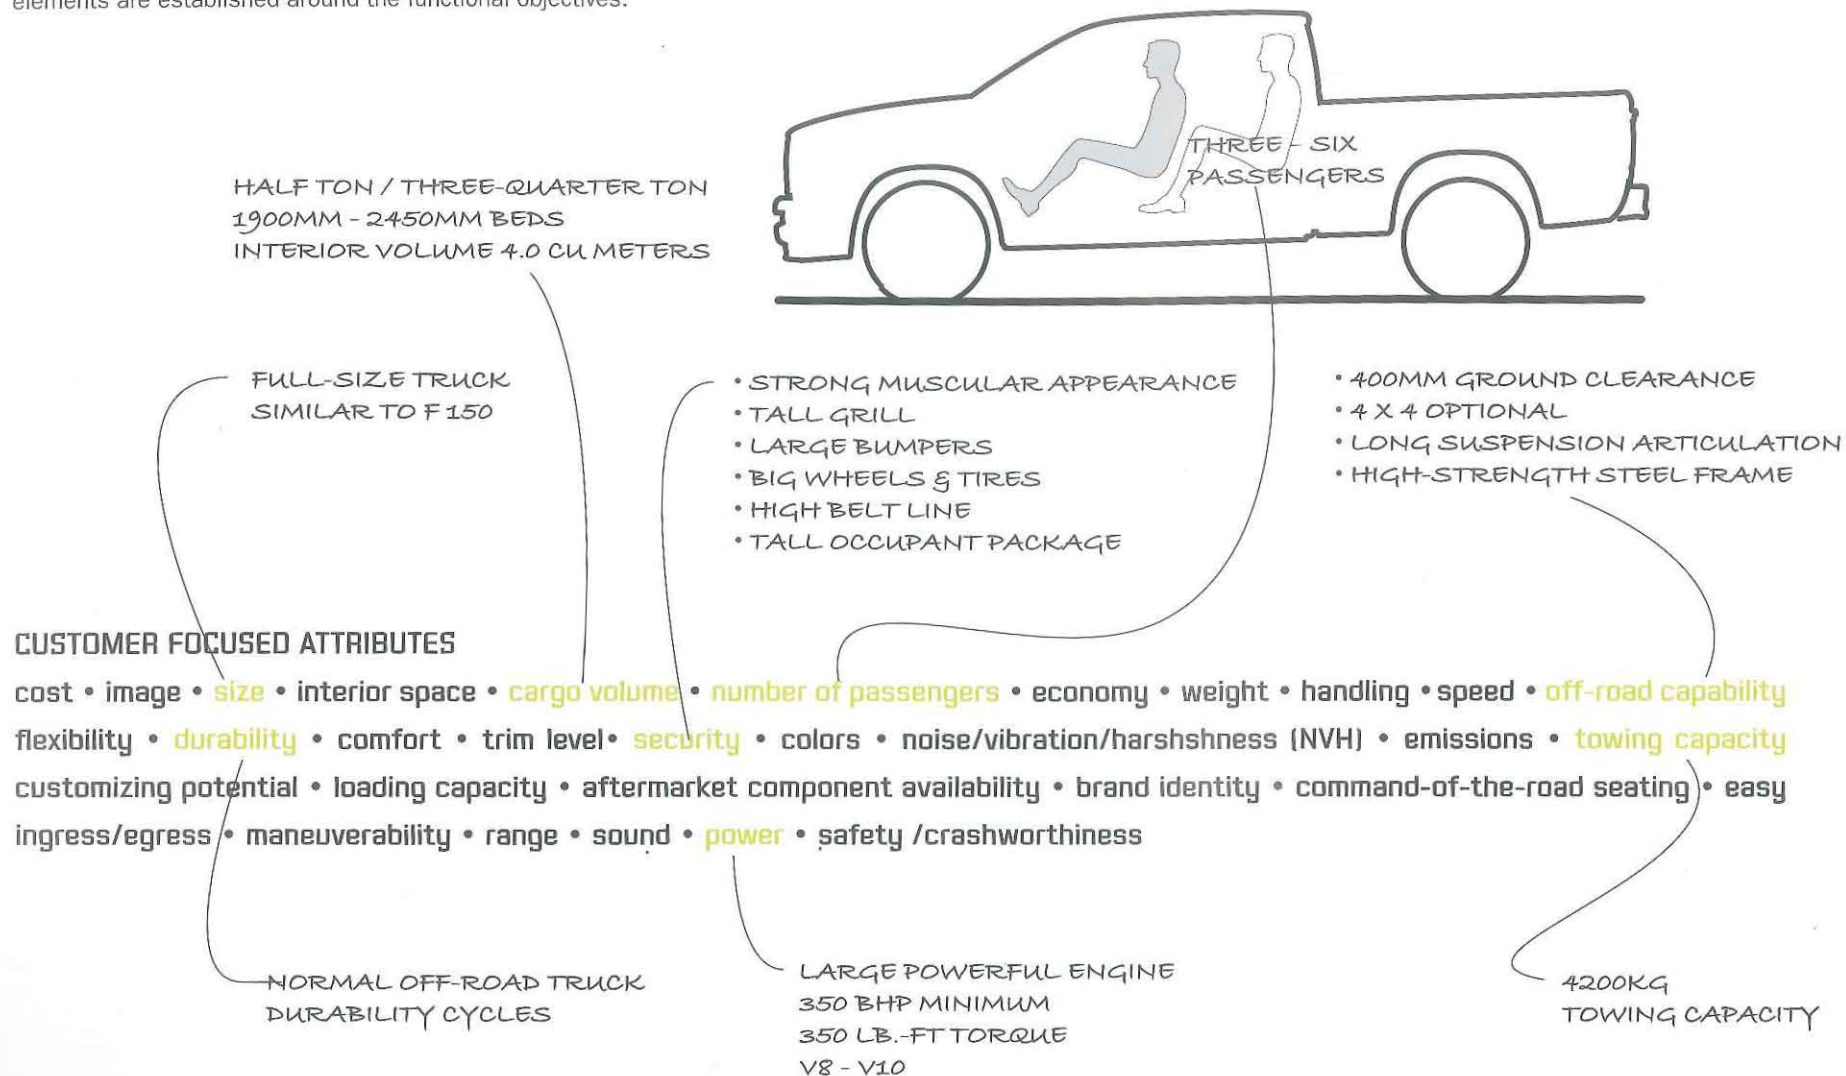 elements are established around the functional objectives.
THREE - SIX
PASSENGERS
HALF TON / THREE-QUARTER TON
1900MM - 2450MM BEDS
INTERIOR VOLUME 4.0 CU METERS
FULL-SIZE TRUCK
SIMILAR TO F 150
• STRONG MUSCULAR APPEARANCE
• TALL GRILL
• LARGE BUMPERS
• BIG WHEELS & TIRES
• HIGH BELT LINE
• TALL OCCUPANT PACKAGE
• 400MM GROUND CLEARANCE
• 4 X 4 OPTIONAL
• LONG SUSPENSION ARTICULATION
• HIGH-STRENGTH STEEL FRAME
CUSTOMER FOCUSED ATTRIBUTES
cost • image • size • interior space • cargo volume • number of passengers • economy • weight • handling • speed • off-road capability
flexibility • durability • comfort • trim level • security • colors • noise/vibration/harshshness (NVH) • emissions • towing capacity
customizing potential • loading capacity • aftermarket component availability • brand identity • command-of-the-road seating • easy
ingress/egress • maneuverability • range • sound • power • safety /crashworthiness
NORMAL OFF-ROAD TRUCK
DURABILITY CYCLES
LARGE POWERFUL ENGINE
350 BHP MINIMUM
350 LB.-FT TORQUE
V8 - V10
4200KG
TOWING CAPACITY